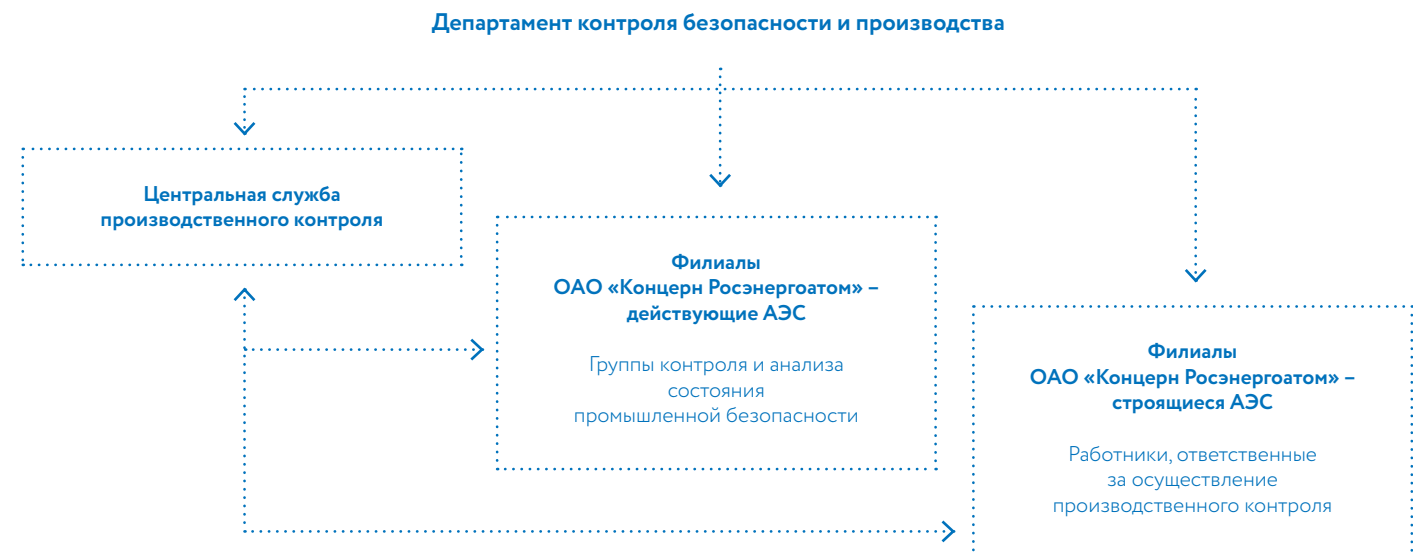 Департамент контроля безопасности и производства
Центральная служба
производственного контроля
Филиалы
ОАО «Концерн Росэнергоатом» –
действующие АЭС
Группы контроля и анализа
состояния
промышленной безопасности
Филиалы
ОАО «Концерн Росэнергоатом» –
строящиеся АЭС
Работники, ответственные
за осуществление
производственного контроля